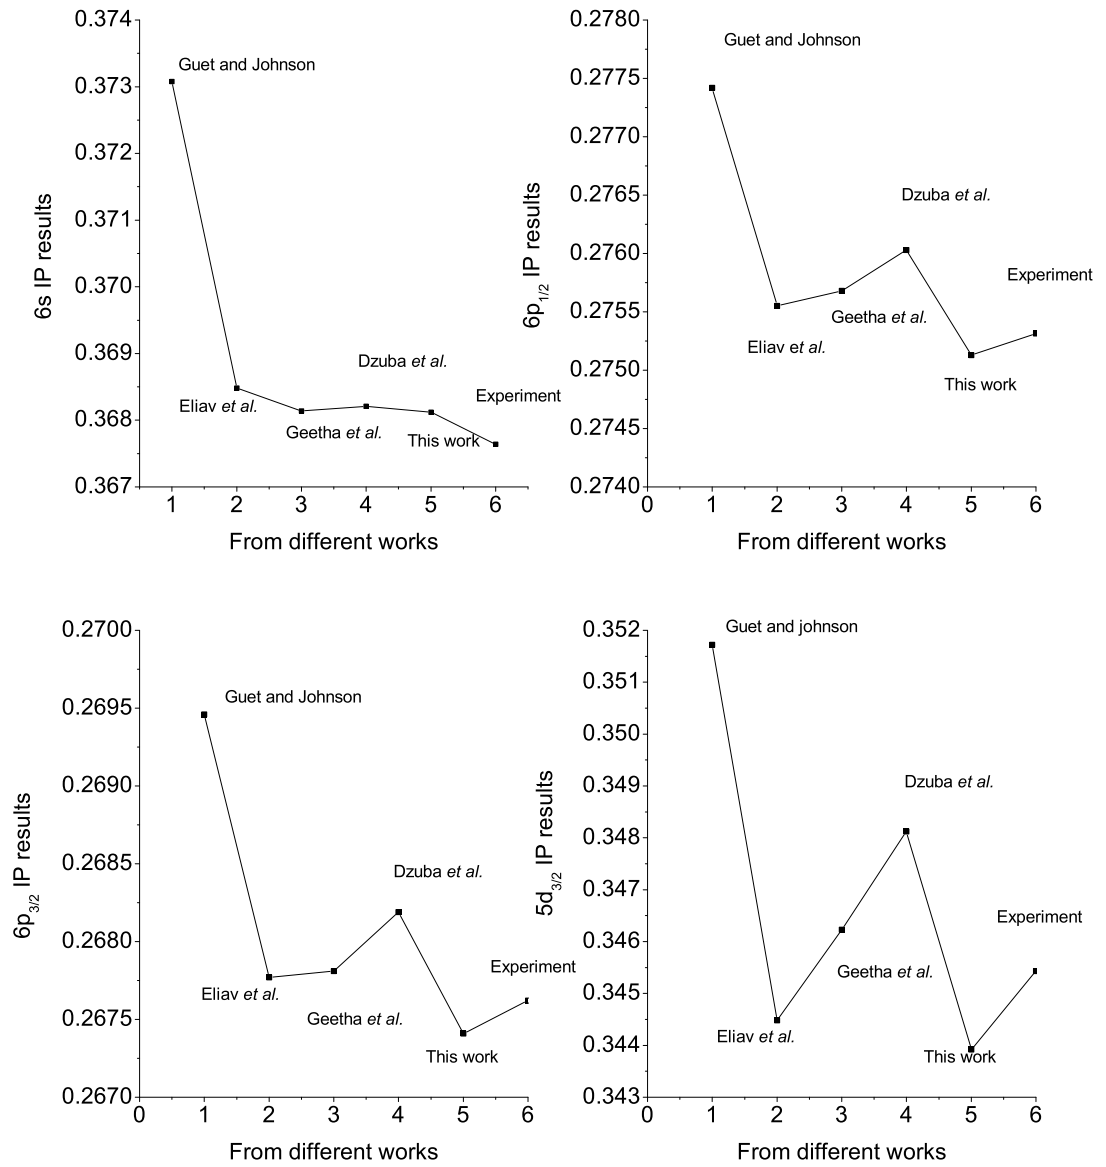 0.374
0.373
0.372
0.371
0.370
0.369
0.368
0.367
6s IP results
Guet and Johnson
Eliav et al.
Geetha et al.
Dzuba et al.
This work
Experiment
1 2 3 4 5 6
From different works
0.2780
0.2775
0.2770
0.2765
0.2760
0.2755
0.2750
0.2745
0.2740
6p1/2 IP results
Guet and Johnson
Eliav et al.
Geetha et al.
Dzuba et al.
This work
Experiment
0 1 2 3 4 5 6
From different works
0.2700
0.2695
0.2690
0.2685
0.2680
0.2675
0.2670
6p3/2 IP results
Guet and Johnson
Eliav et al.
Geetha et al.
Dzuba et al.
This work
Experiment
0 1 2 3 4 5 6
From different works
0.352
0.351
0.350
0.349
0.348
0.347
0.346
0.345
0.344
0.343
5d3/2 IP results
Guet and johnson
Eliav et al.
Geetha et al.
Dzuba et al.
This work
Experiment
0 1 2 3 4 5 6
From different works